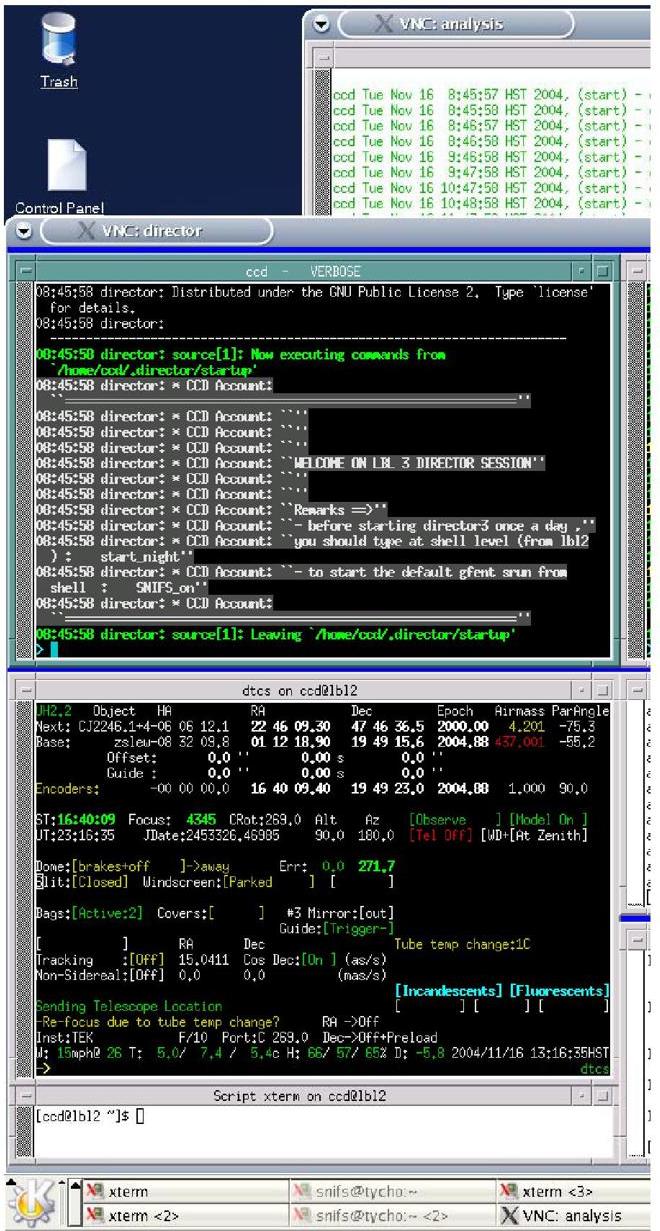 VNC: analysis
Trash
Control Panel
ccd Tue Nov 16 8:45:57 HST 2004, (start) -
ccd Tue Nov 16 8:45:58 HST 2004, (start) -
ccd Tue Nov 16 8:46:57 HST 2004, (start) -
ccd Tue Nov 16 8:46:58 HST 2004, (start) -
ccd Tue Nov 16 9:46:58 HST 2004, (start) -
ccd Tue Nov 16 9:47:58 HST 2004, (start) -
ccd Tue Nov 16 10:47:58 HST 2004, (start) -
ccd Tue Nov 16 10:48:58 HST 2004, (start) -
VNC: director
ccd - VERBOSE
08:45:58 director: Distributed under the GNU Public License 2. Type `license'
for details.
08:45:58 director:
------------------------------------------------------------------
08:45:58 director: source[1]: Now executing commands from
`/home/ccd/.director/startup'
08:45:58 director: * CCD Account:
``==========================================================''
08:45:58 director: * CCD Account: ``''
08:45:58 director: * CCD Account: ``''
08:45:58 director: * CCD Account: ``WELCOME ON LBL 3 DIRECTOR SESSION''
08:45:58 director: * CCD Account: ``''
08:45:58 director: * CCD Account: ``''
08:45:58 director: * CCD Account: ``Remarks ==>''
08:45:58 director: * CCD Account: ``- before starting director3 once a day ,''
08:45:58 director: * CCD Account: ``you should type at shell level (from lbl2
) : start_night''
08:45:58 director: * CCD Account: ``- to start the default gfent srun from
shell : SNIFS_on''
08:45:58 director: * CCD Account:
``==========================================================''
08:45:58 director: source[1]: Leaving `/home/ccd/.director/startup'
>
dtcs on ccd@lbl2
JH2.2 Object HA RA Dec Epoch Airmass ParAngle
Next: CJ2246.1+4-06 06 12.1 22 46 09.30 47 46 36.5 2000.00 4.201 -75.3
Base: zslew-08 32 09.8 01 12 18.90 19 49 15.6 2004.88 437.001 -55.2
Offset: 0.0 '' 0.00 s 0.0 ''
Guide : 0.0 '' 0.00 s 0.0 ''
Encoders: -00 00 00.0 16 40 09.40 19 49 23.0 2004.88 1.000 90.0
ST:16:40:09 Focus: 4345 CRot:269.0 Alt Az [Observe ] [Model On ]
UT:23:16:35 JDate:2453326.46985 90.0 180.0 [Tel Off] [WD+[At Zenith]
Dome:[brakes+off ]->away Err: 0.0 271.7
Slit:[Closed] Windscreen:[Parked ] [ ]
Bags:[Active:2] Covers:[ ] #3 Mirror:[out]
Guide:[Trigger-]
[ ] RA Dec Tube temp change:1C
Tracking :[Off] 15.0411 Cos Dec:[On ] (as/s)
Non-Sidereal:[Off] 0.0 0.0 (mas/s)
[Incandescents] [Fluorescents]
Sending Telescope Location [ ] [ ] [ ]
-Re-focus due to tube temp change? RA ->Off
Inst:TEK F/10 Port:C 269.0 Dec->Off+Preload
W: 15mph@ 26 T: 5.0/ 7.4 / 5.4c H: 66/ 57/ 65% D: -5.8 2004/11/16 13:16:35HST
-> dtcs
Script xterm on ccd@lbl2
[ccd@lbl2 ~]$
xterm
snifs@tycho:~
xterm <3>
xterm <2>
snifs@tycho:~ <2>
VNC: analysis